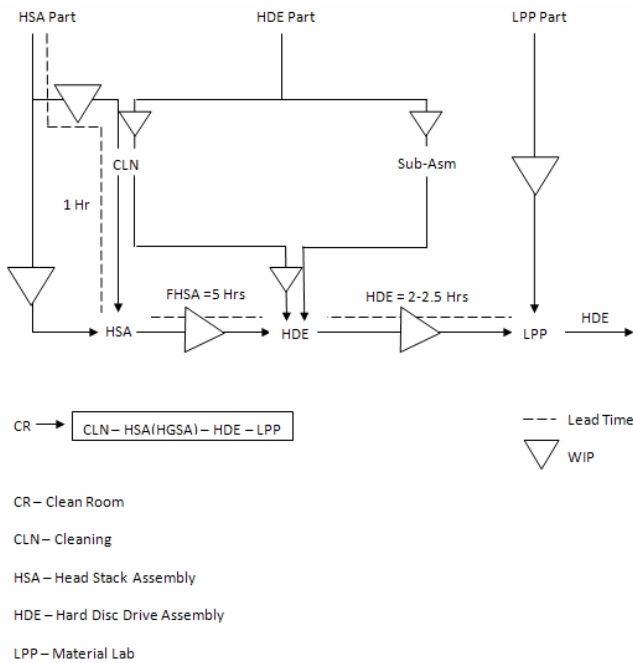 HSA Part
HDE Part
LPP Part
CLN
Sub-Asm
1 Hr
FHSA =5 Hrs
HDE = 2-2.5 Hrs
HSA
HDE
LPP
HDE
CR
CLN – HSA(HGSA) – HDE – LPP
Lead Time
WIP
CR – Clean Room
CLN – Cleaning
HSA – Head Stack Assembly
HDE – Hard Disc Drive Assembly
LPP – Material Lab